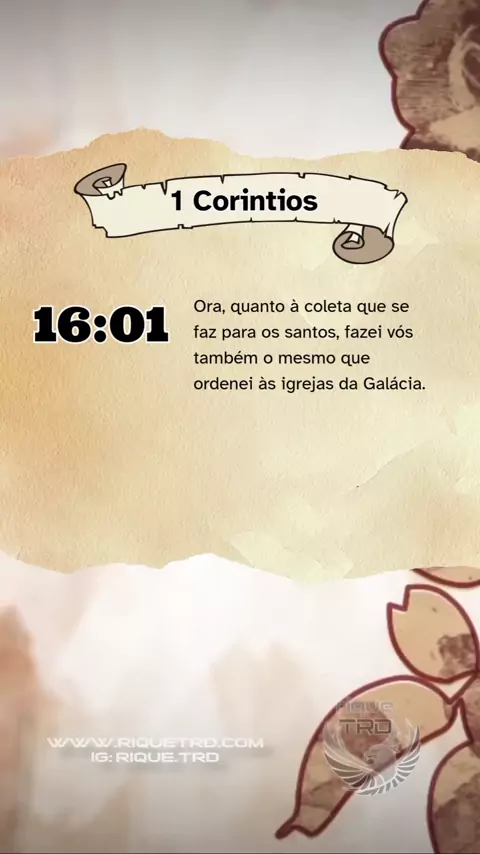 1 Corintios
16:01
Ora, quanto à coleta que se
faz para os santos, fazei vós
também o mesmo que
ordenei às igrejas da Galácia.
RIQUE
TRD
WWW.RIQUETRD.COM
IG: RIQUE.TRD